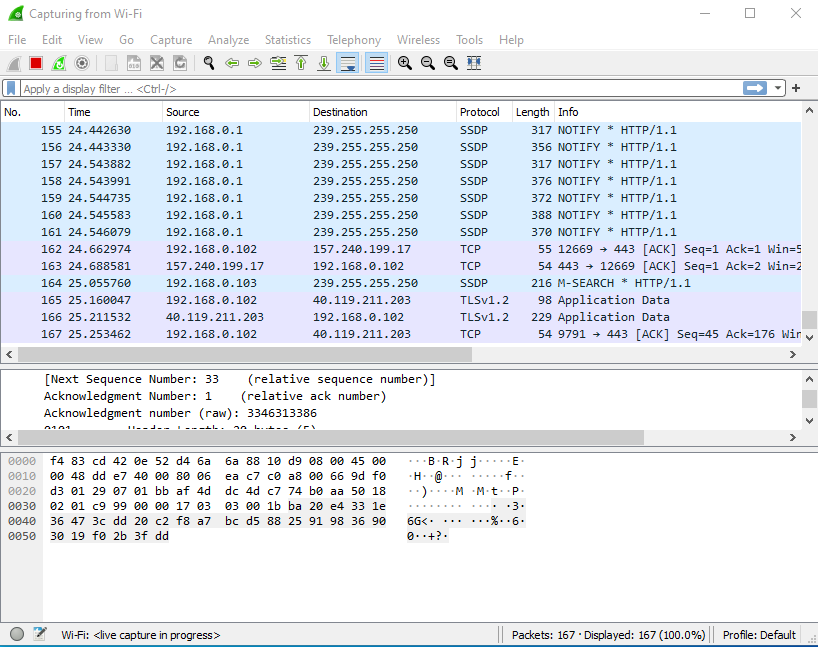 Capturing from Wi-Fi
File Edit View Go Capture Analyze Statistics Telephony Wireless Tools Help
Apply a display filter ... <Ctrl-/>
No. Time Source Destination Protocol Length Info
155 24.442630 192.168.0.1 239.255.255.250 SSDP 317 NOTIFY * HTTP/1.1
156 24.443330 192.168.0.1 239.255.255.250 SSDP 356 NOTIFY * HTTP/1.1
157 24.543882 192.168.0.1 239.255.255.250 SSDP 317 NOTIFY * HTTP/1.1
158 24.543991 192.168.0.1 239.255.255.250 SSDP 376 NOTIFY * HTTP/1.1
159 24.544735 192.168.0.1 239.255.255.250 SSDP 372 NOTIFY * HTTP/1.1
160 24.545583 192.168.0.1 239.255.255.250 SSDP 388 NOTIFY * HTTP/1.1
161 24.546079 192.168.0.1 239.255.255.250 SSDP 370 NOTIFY * HTTP/1.1
162 24.662974 192.168.0.102 157.240.199.17 TCP 55 12669 → 443 [ACK] Seq=1 Ack=1 Win=5
163 24.688581 157.240.199.17 192.168.0.102 TCP 54 443 → 12669 [ACK] Seq=1 Ack=2 Win=2
164 25.055760 192.168.0.103 239.255.255.250 SSDP 216 M-SEARCH * HTTP/1.1
165 25.160047 192.168.0.102 40.119.211.203 TLSv1.2 98 Application Data
166 25.211532 40.119.211.203 192.168.0.102 TLSv1.2 229 Application Data
167 25.253462 192.168.0.102 40.119.211.203 TCP 54 9791 → 443 [ACK] Seq=45 Ack=176 Win
[Next Sequence Number: 33 (relative sequence number)]
Acknowledgment Number: 1 (relative ack number)
Acknowledgment number (raw): 3346313386
0101 .... = Header Length: 20 bytes (5)
0000 f4 83 cd 42 0e 52 d4 6a 6a 88 10 d9 08 00 45 00 ···B·R·j j·····E·
0010 00 48 dd e7 40 00 80 06 ea c7 c0 a8 00 66 9d f0 ·H··@··· ·····f··
0020 d3 01 29 07 01 bb af 4d dc 4d c7 74 b0 aa 50 18 ··)····M ·M·t··P·
0030 02 01 c9 99 00 00 17 03 03 00 1b ba 20 e4 33 1e ········ ···· ·3·
0040 36 47 3c dd 20 c2 f8 a7 bc d5 88 25 91 98 36 90 6G<· ··· ···%··6·
0050 30 19 f0 2b 3f dd 0··+?·
Wi-Fi: <live capture in progress> Packets: 167 · Displayed: 167 (100.0%) Profile: Default